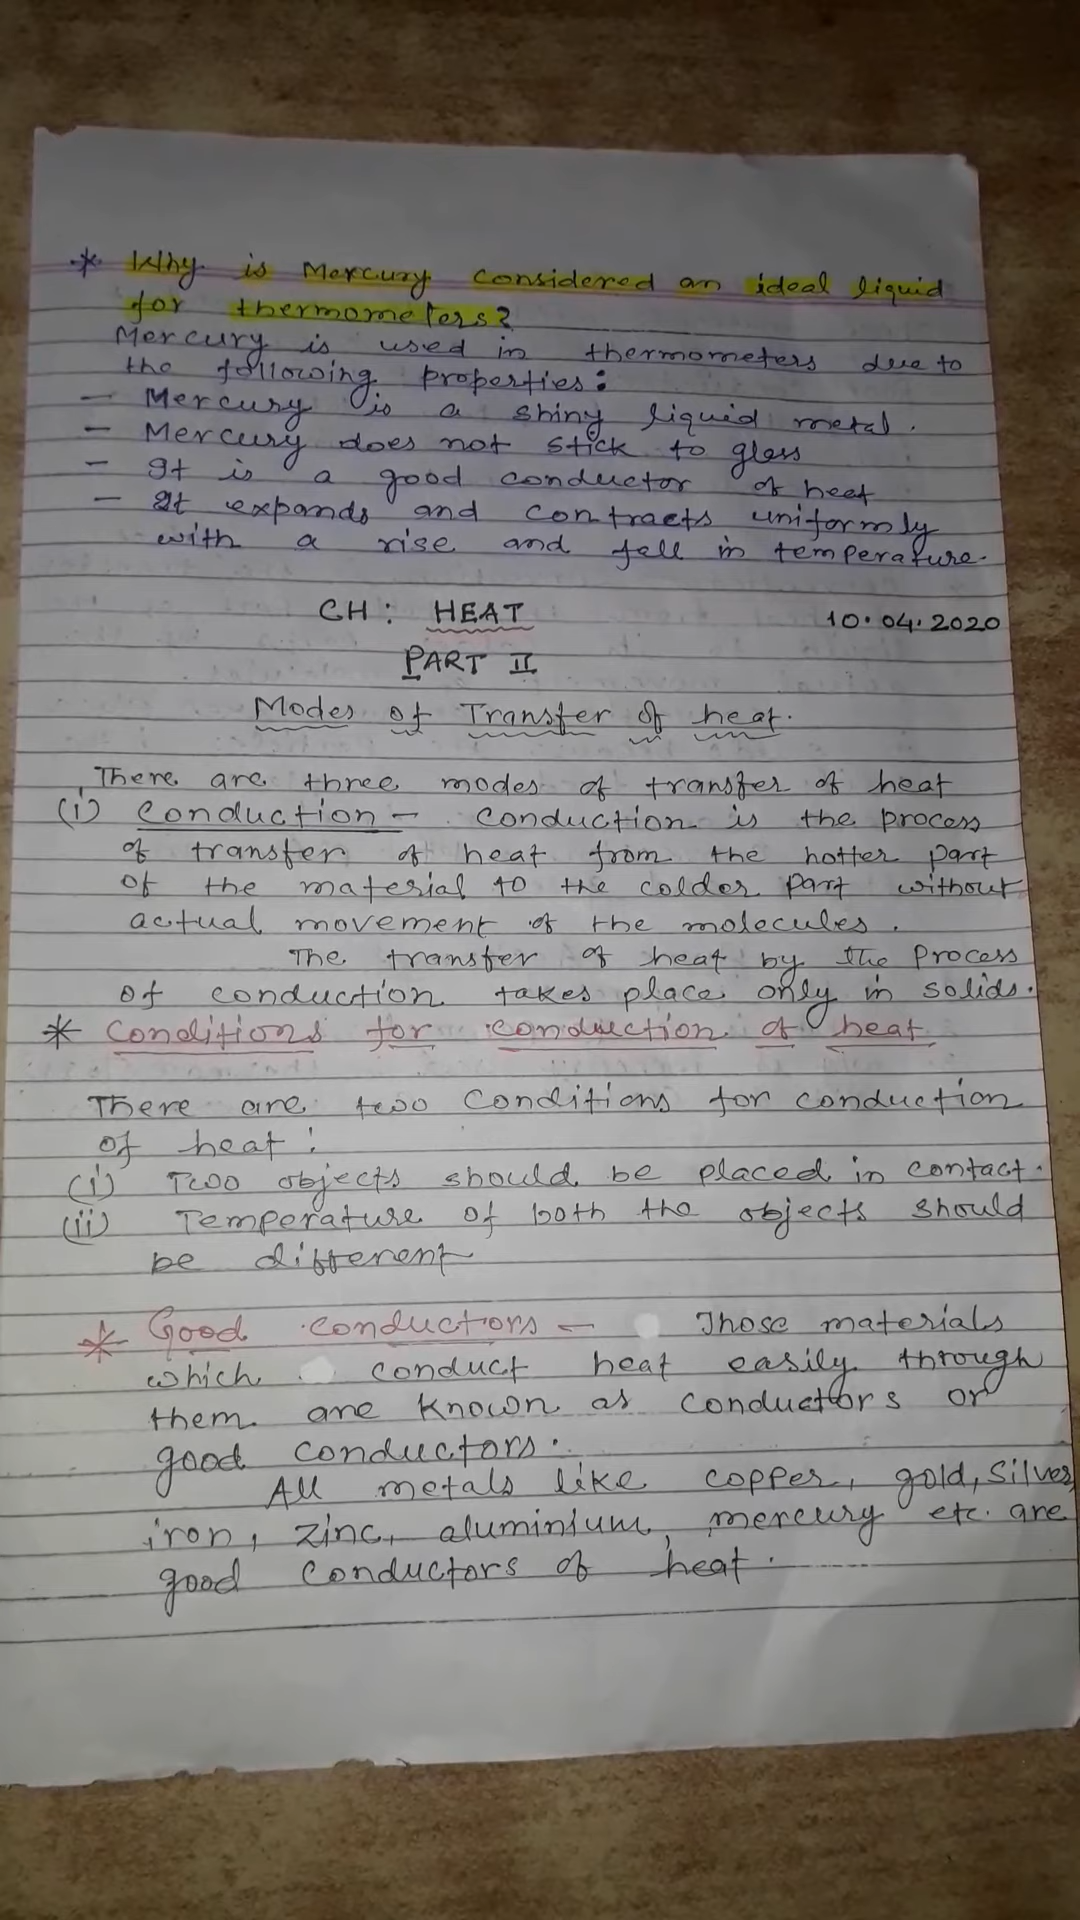 * Why is Mercury considered an ideal liquid
for thermometers?
Mercury is used in thermometers due to
the following properties:
- Mercury is a shiny liquid metal.
- Mercury does not stick to glass
- It is a good conductor of heat
- It expands and contracts uniformly
with a rise and fall in temperature.
CH: HEAT 10.04.2020
PART II
Modes of Transfer of heat.
There are three modes of transfer of heat
(i) Conduction - Conduction is the process
of transfer of heat from the hotter part
of the material to the colder part without
actual movement of the molecules.
The transfer of heat by the process
of conduction takes place only in solids.
* Conditions for conduction of heat
There are two conditions for conduction
of heat:
(i) Two objects should be placed in contact.
(ii) Temperature of both the objects should
be different
* Good conductors - Those materials
which conduct heat easily through
them are known as conductors or
good conductors.
All metals like copper, gold, silver,
iron, zinc, aluminium, mercury etc. are
good conductors of heat.